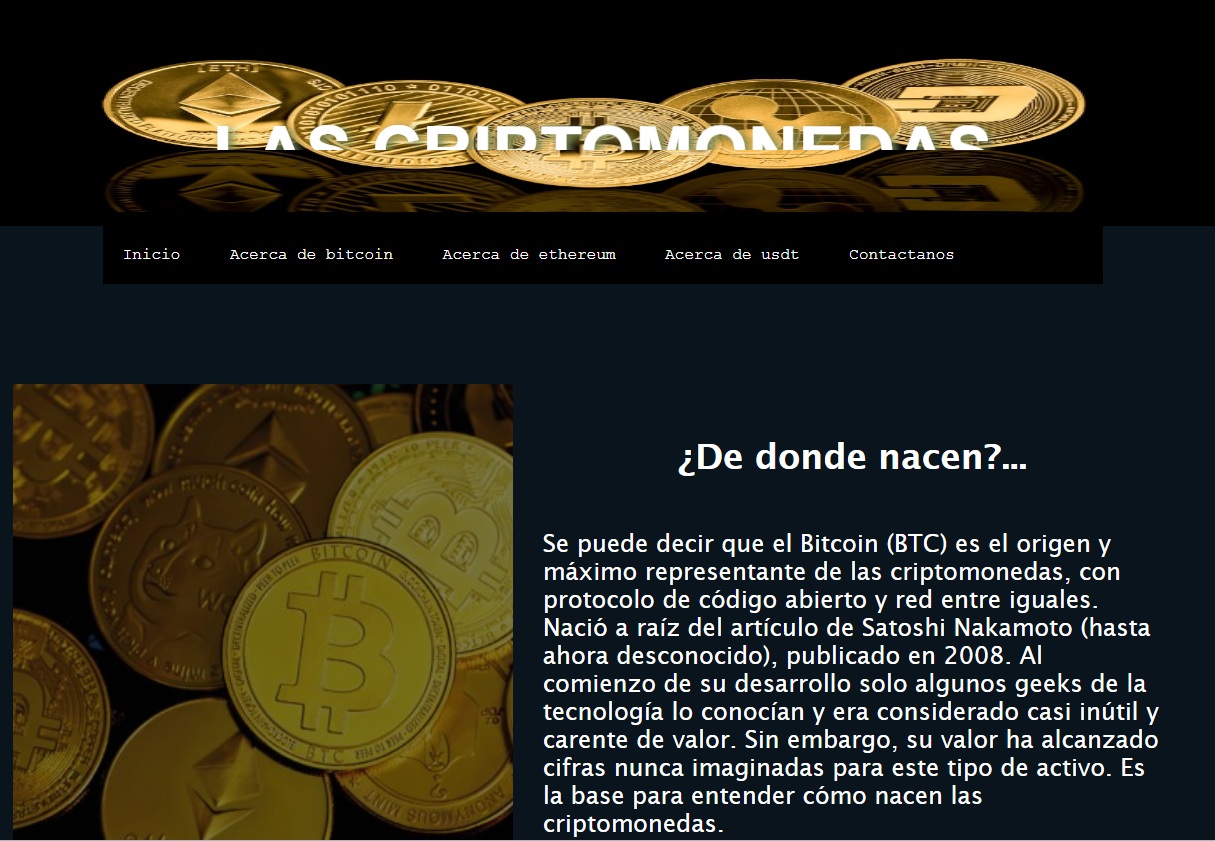 LAS CRIPTOMONEDAS
Inicio
Acerca de bitcoin
Acerca de ethereum
Acerca de usdt
Contactanos
¿De donde nacen?...
Se puede decir que el Bitcoin (BTC) es el origen y
máximo representante de las criptomonedas, con
protocolo de código abierto y red entre iguales.
Nació a raíz del artículo de Satoshi Nakamoto (hasta
ahora desconocido), publicado en 2008. Al
comienzo de su desarrollo solo algunos geeks de la
tecnología lo conocían y era considerado casi inútil y
carente de valor. Sin embargo, su valor ha alcanzado
cifras nunca imaginadas para este tipo de activo. Es
la base para entender cómo nacen las
criptomonedas.
BITCOIN
BTC
ANONYMOUS MINT